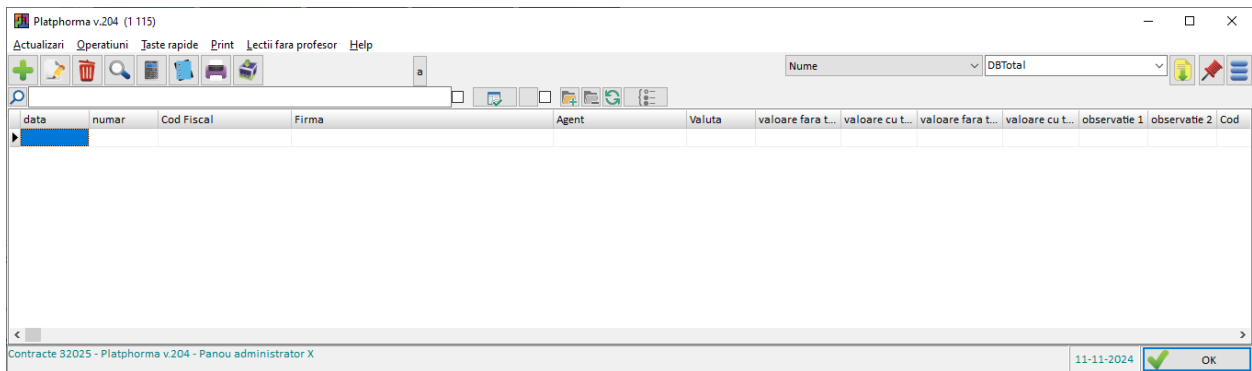 Platphorma v.204 (1 115)
Actualizari Operatiuni Taste rapide Print Lectii fara profesor Help
a Nume DBTotal
data numar Cod Fiscal Firma Agent Valuta valoare fara t... valoare cu t... valoare fara t... valoare cu t... observatie 1 observatie 2 Cod
Contracte 32025 - Platphorma v.204 - Panou administrator X 11-11-2024 OK